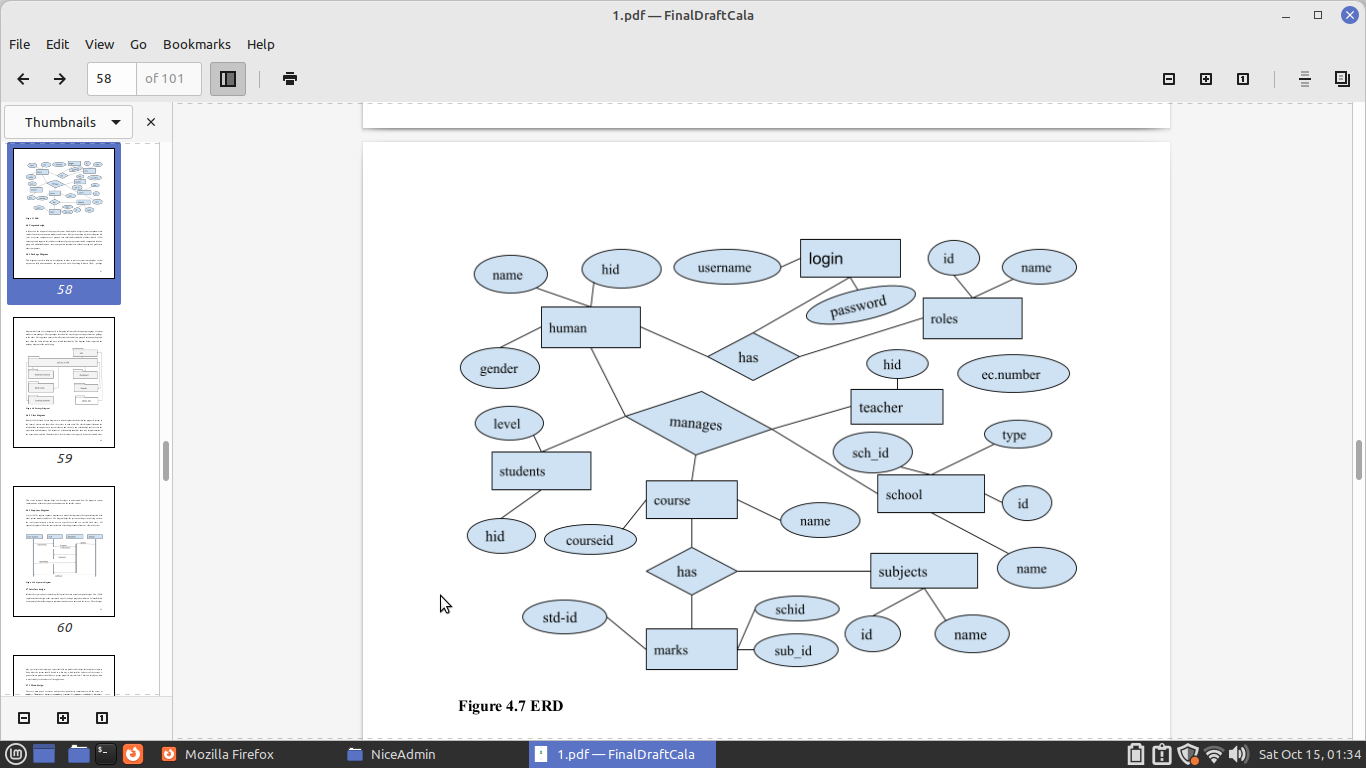 1.pdf — FinalDraftCala
File Edit View Go Bookmarks Help
58 of 101
Thumbnails
58
59
60
name
hid
username
login
id
name
password
human
roles
has
gender
hid
ec.number
level
manages
teacher
type
sch_id
students
course
school
id
name
hid
courseid
name
has
subjects
std-id
schid
id
name
marks
sub_id
Figure 4.7 ERD
Mozilla Firefox
NiceAdmin
1.pdf — FinalDraftCala
Sat Oct 15, 01:34